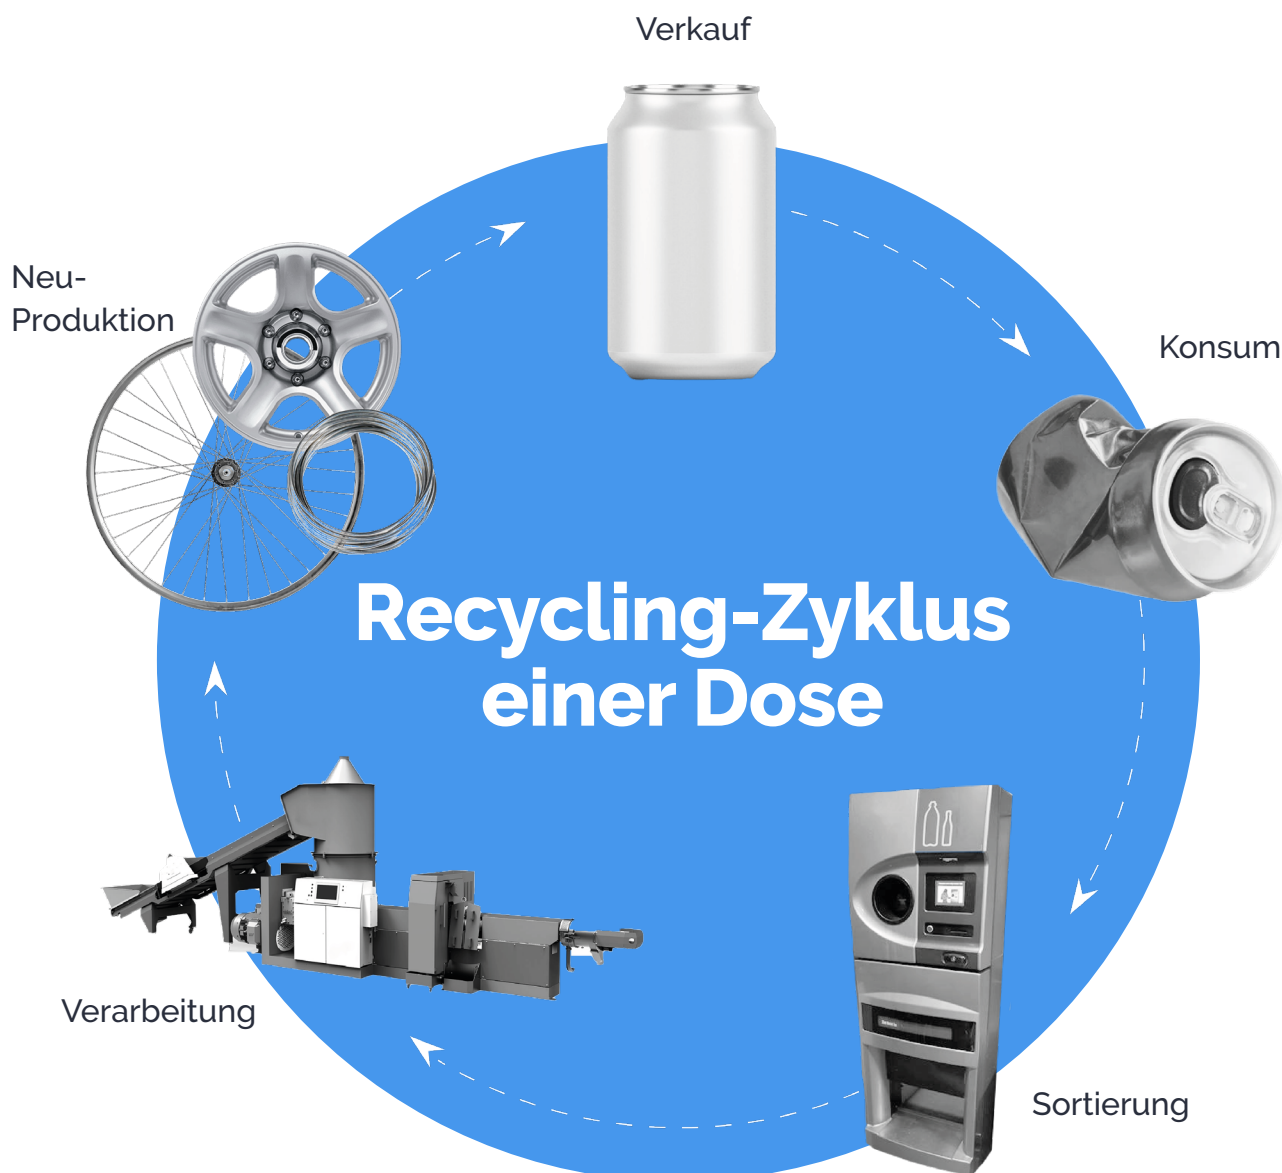 Verkauf
Neu-
Produktion
Konsum
Recycling-Zyklus
einer Dose
Verarbeitung
Sortierung